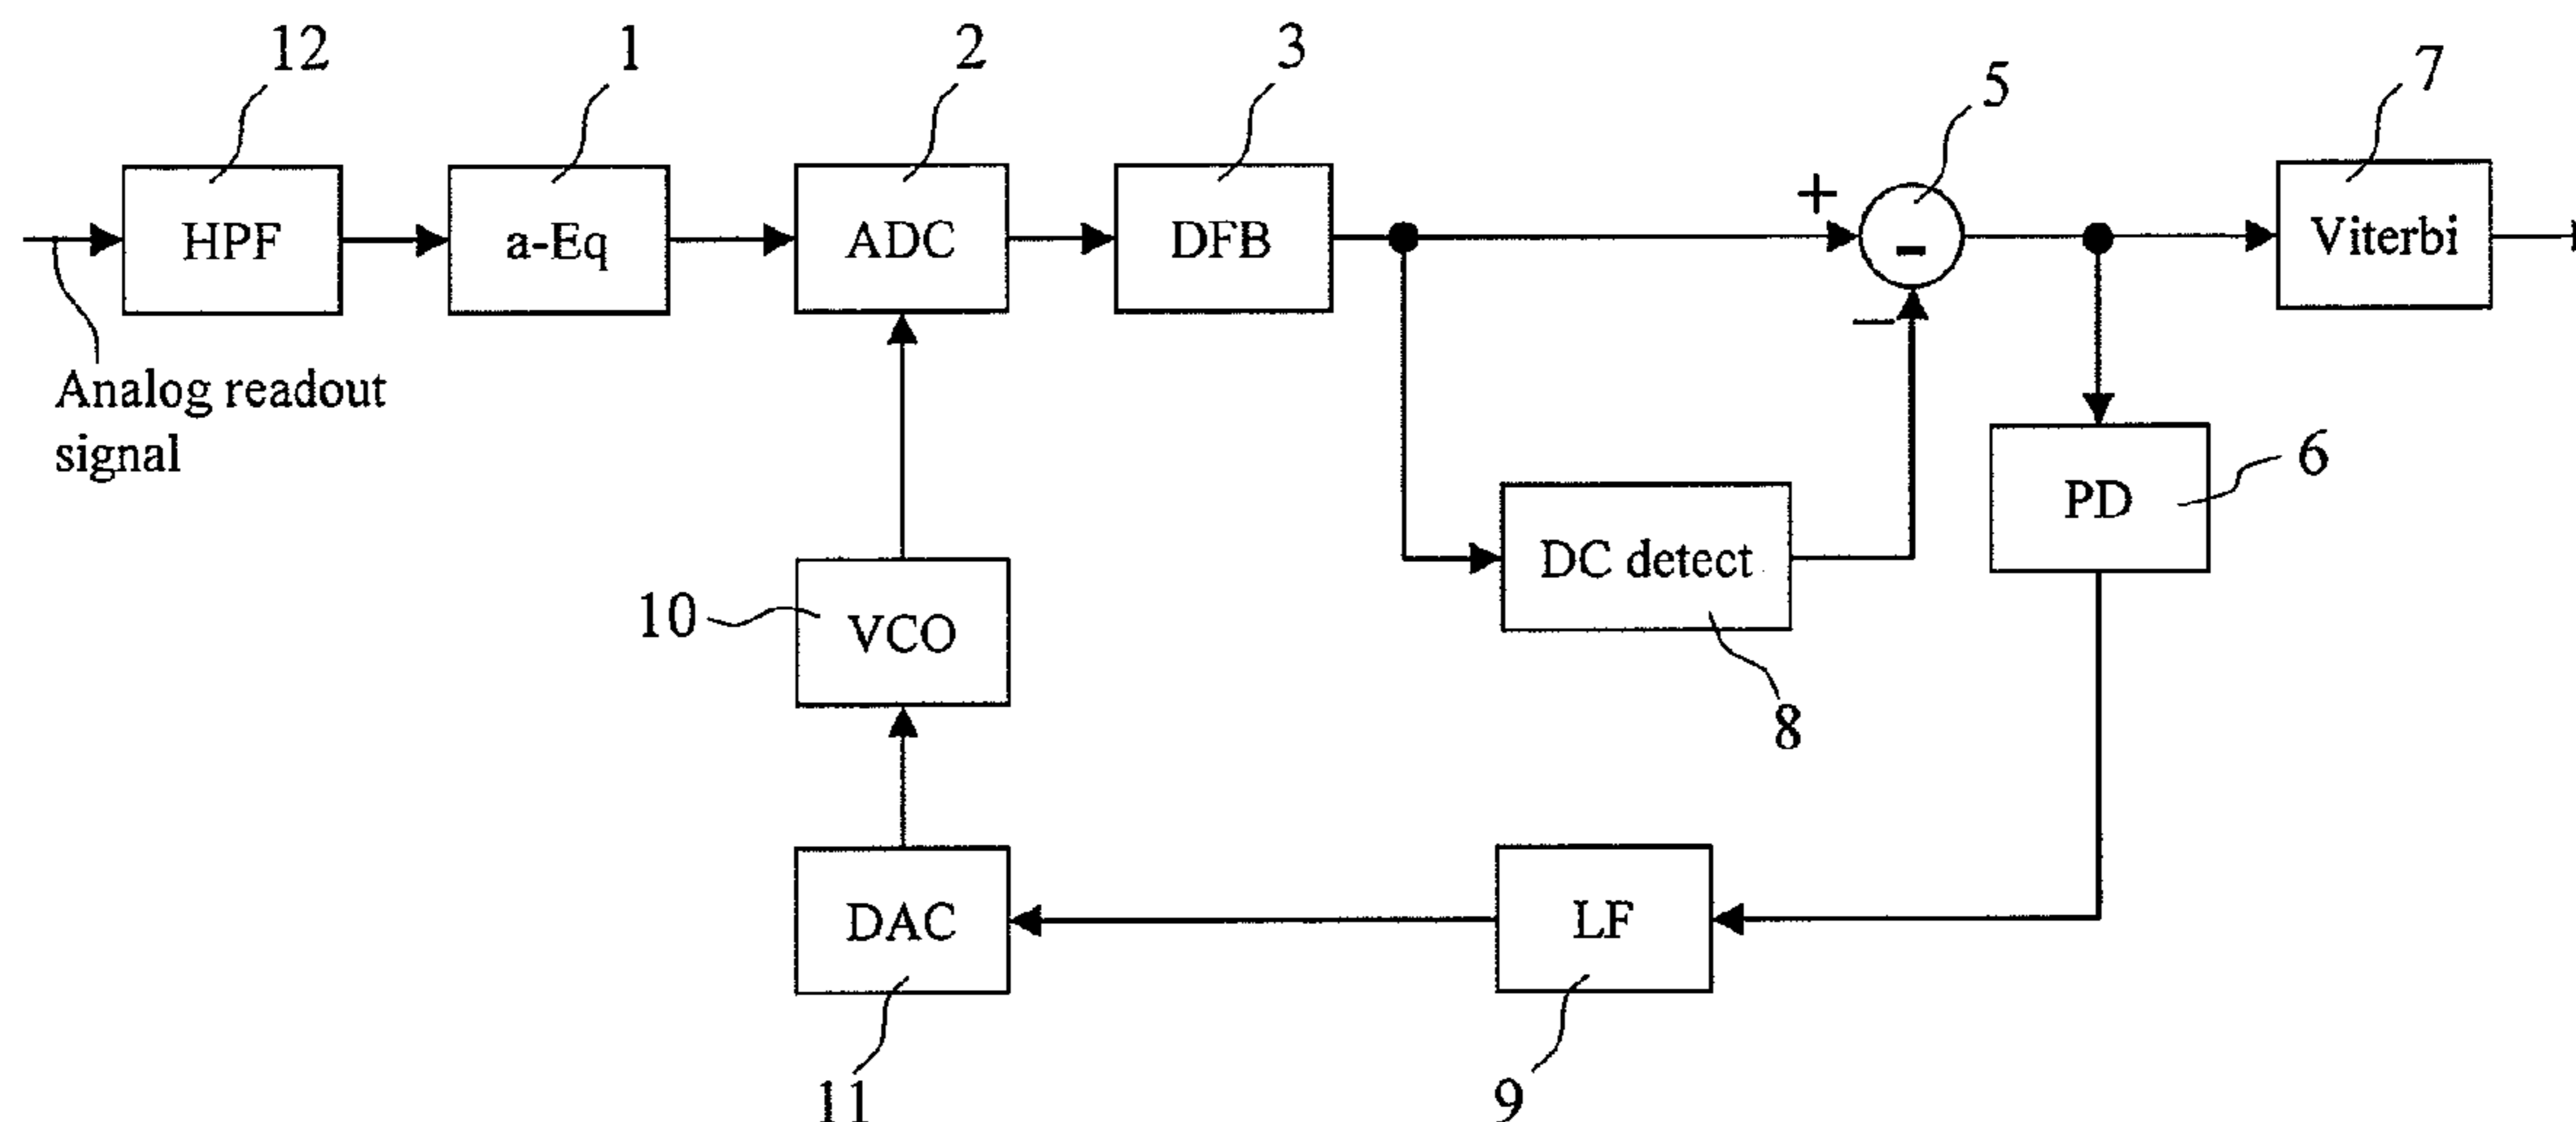 12
1
2
3
5
7
HPF
a-Eq
ADC
DFB
+
-
Viterbi
−
Analog readout
signal
PD
6
DC detect
8
10
VCO
DAC
LF
11
9